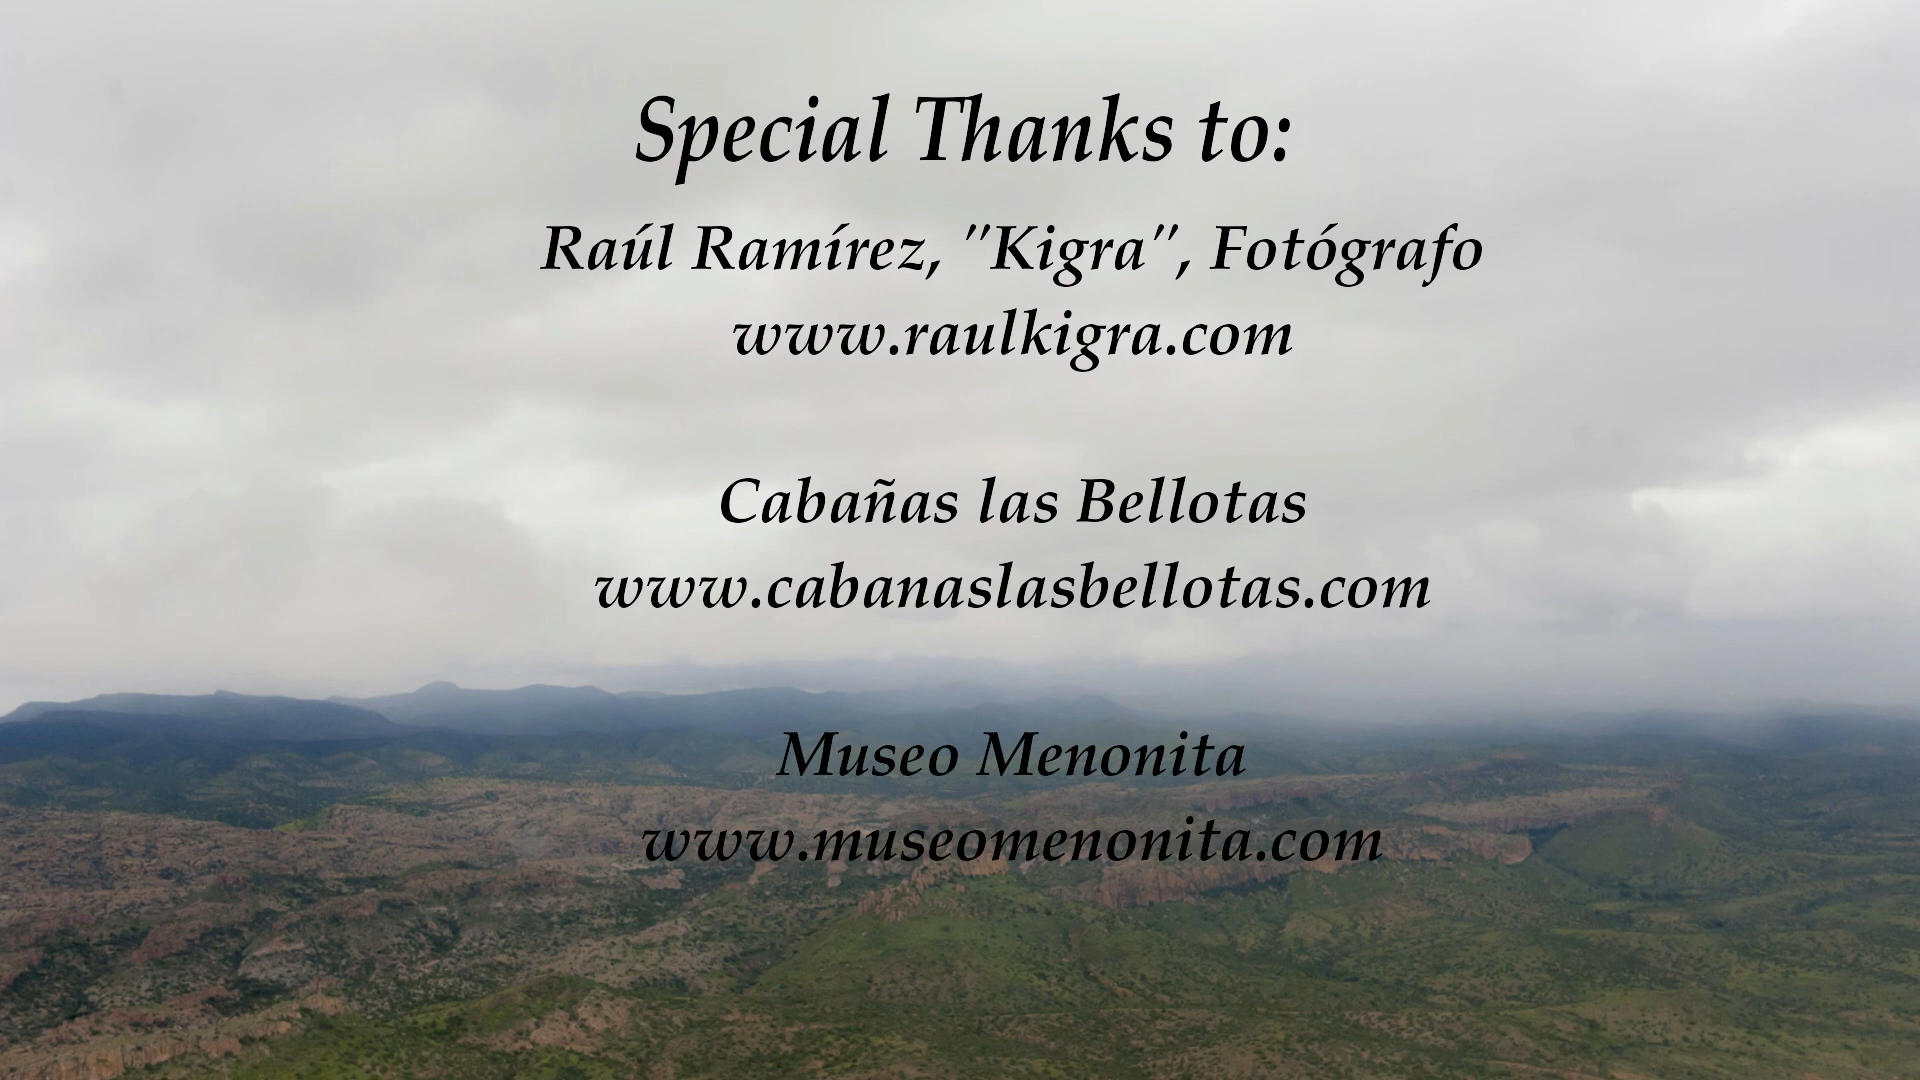 Special Thanks to:
Raúl Ramírez, "Kigra", Fotógrafo
www.raulkigra.com
Cabañas las Bellotas
www.cabanaslasbellotas.com
Museo Menonita
www.museomenonita.com